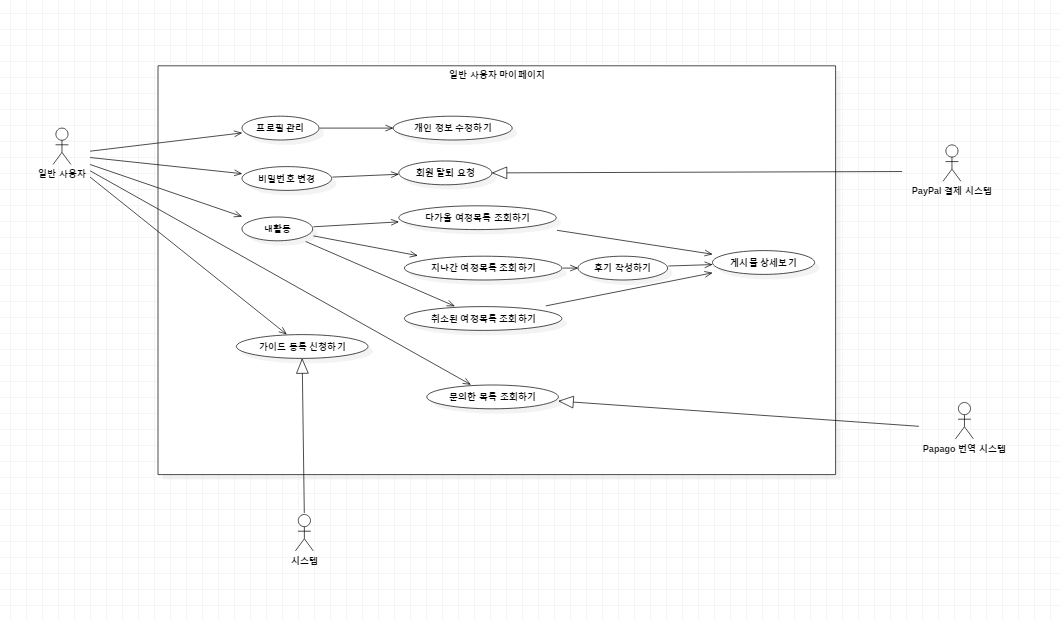 일반 사용자 마이페이지
프로필 관리
개인 정보 수정하기
일반 사용자
비밀번호 변경
회원 탈퇴 요청
PayPal 결제 시스템
내활동
다가올 여정목록 조회하기
지나간 여정목록 조회하기
후기 작성하기
게시물 상세보기
취소된 여정목록 조회하기
가이드 등록 신청하기
문의한 목록 조회하기
Papago 번역 시스템
시스템